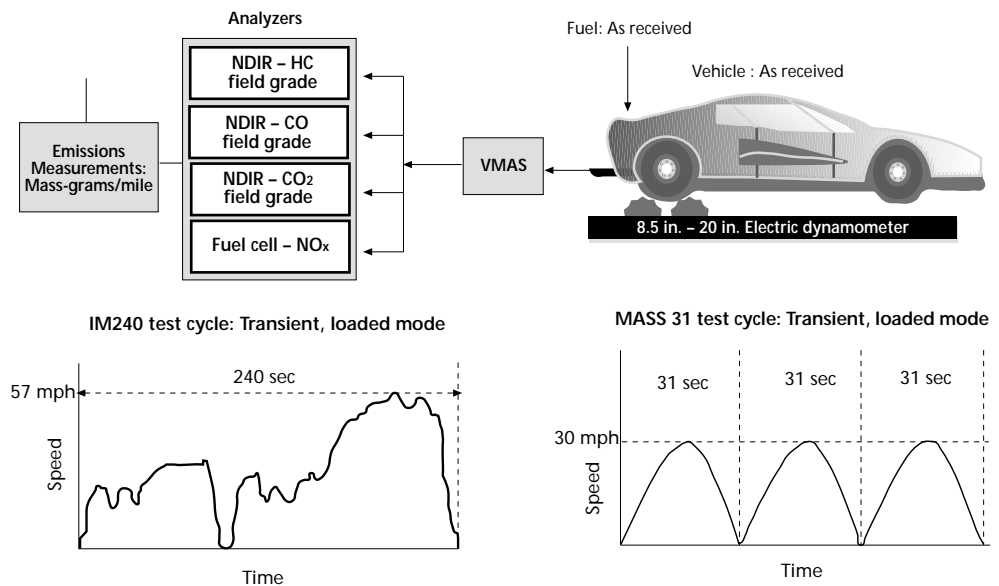 Analyzers
NDIR – HC
field grade
NDIR – CO
field grade
NDIR – CO₂
field grade
Fuel cell – NOx
Emissions
Measurements:
Mass-grams/mile
VMAS
Fuel: As received
Vehicle : As received
8.5 in. – 20 in. Electric dynamometer
IM240 test cycle: Transient, loaded mode
57 mph
240 sec
Speed
Time
MASS 31 test cycle: Transient, loaded mode
31 sec
31 sec
31 sec
30 mph
Speed
Time